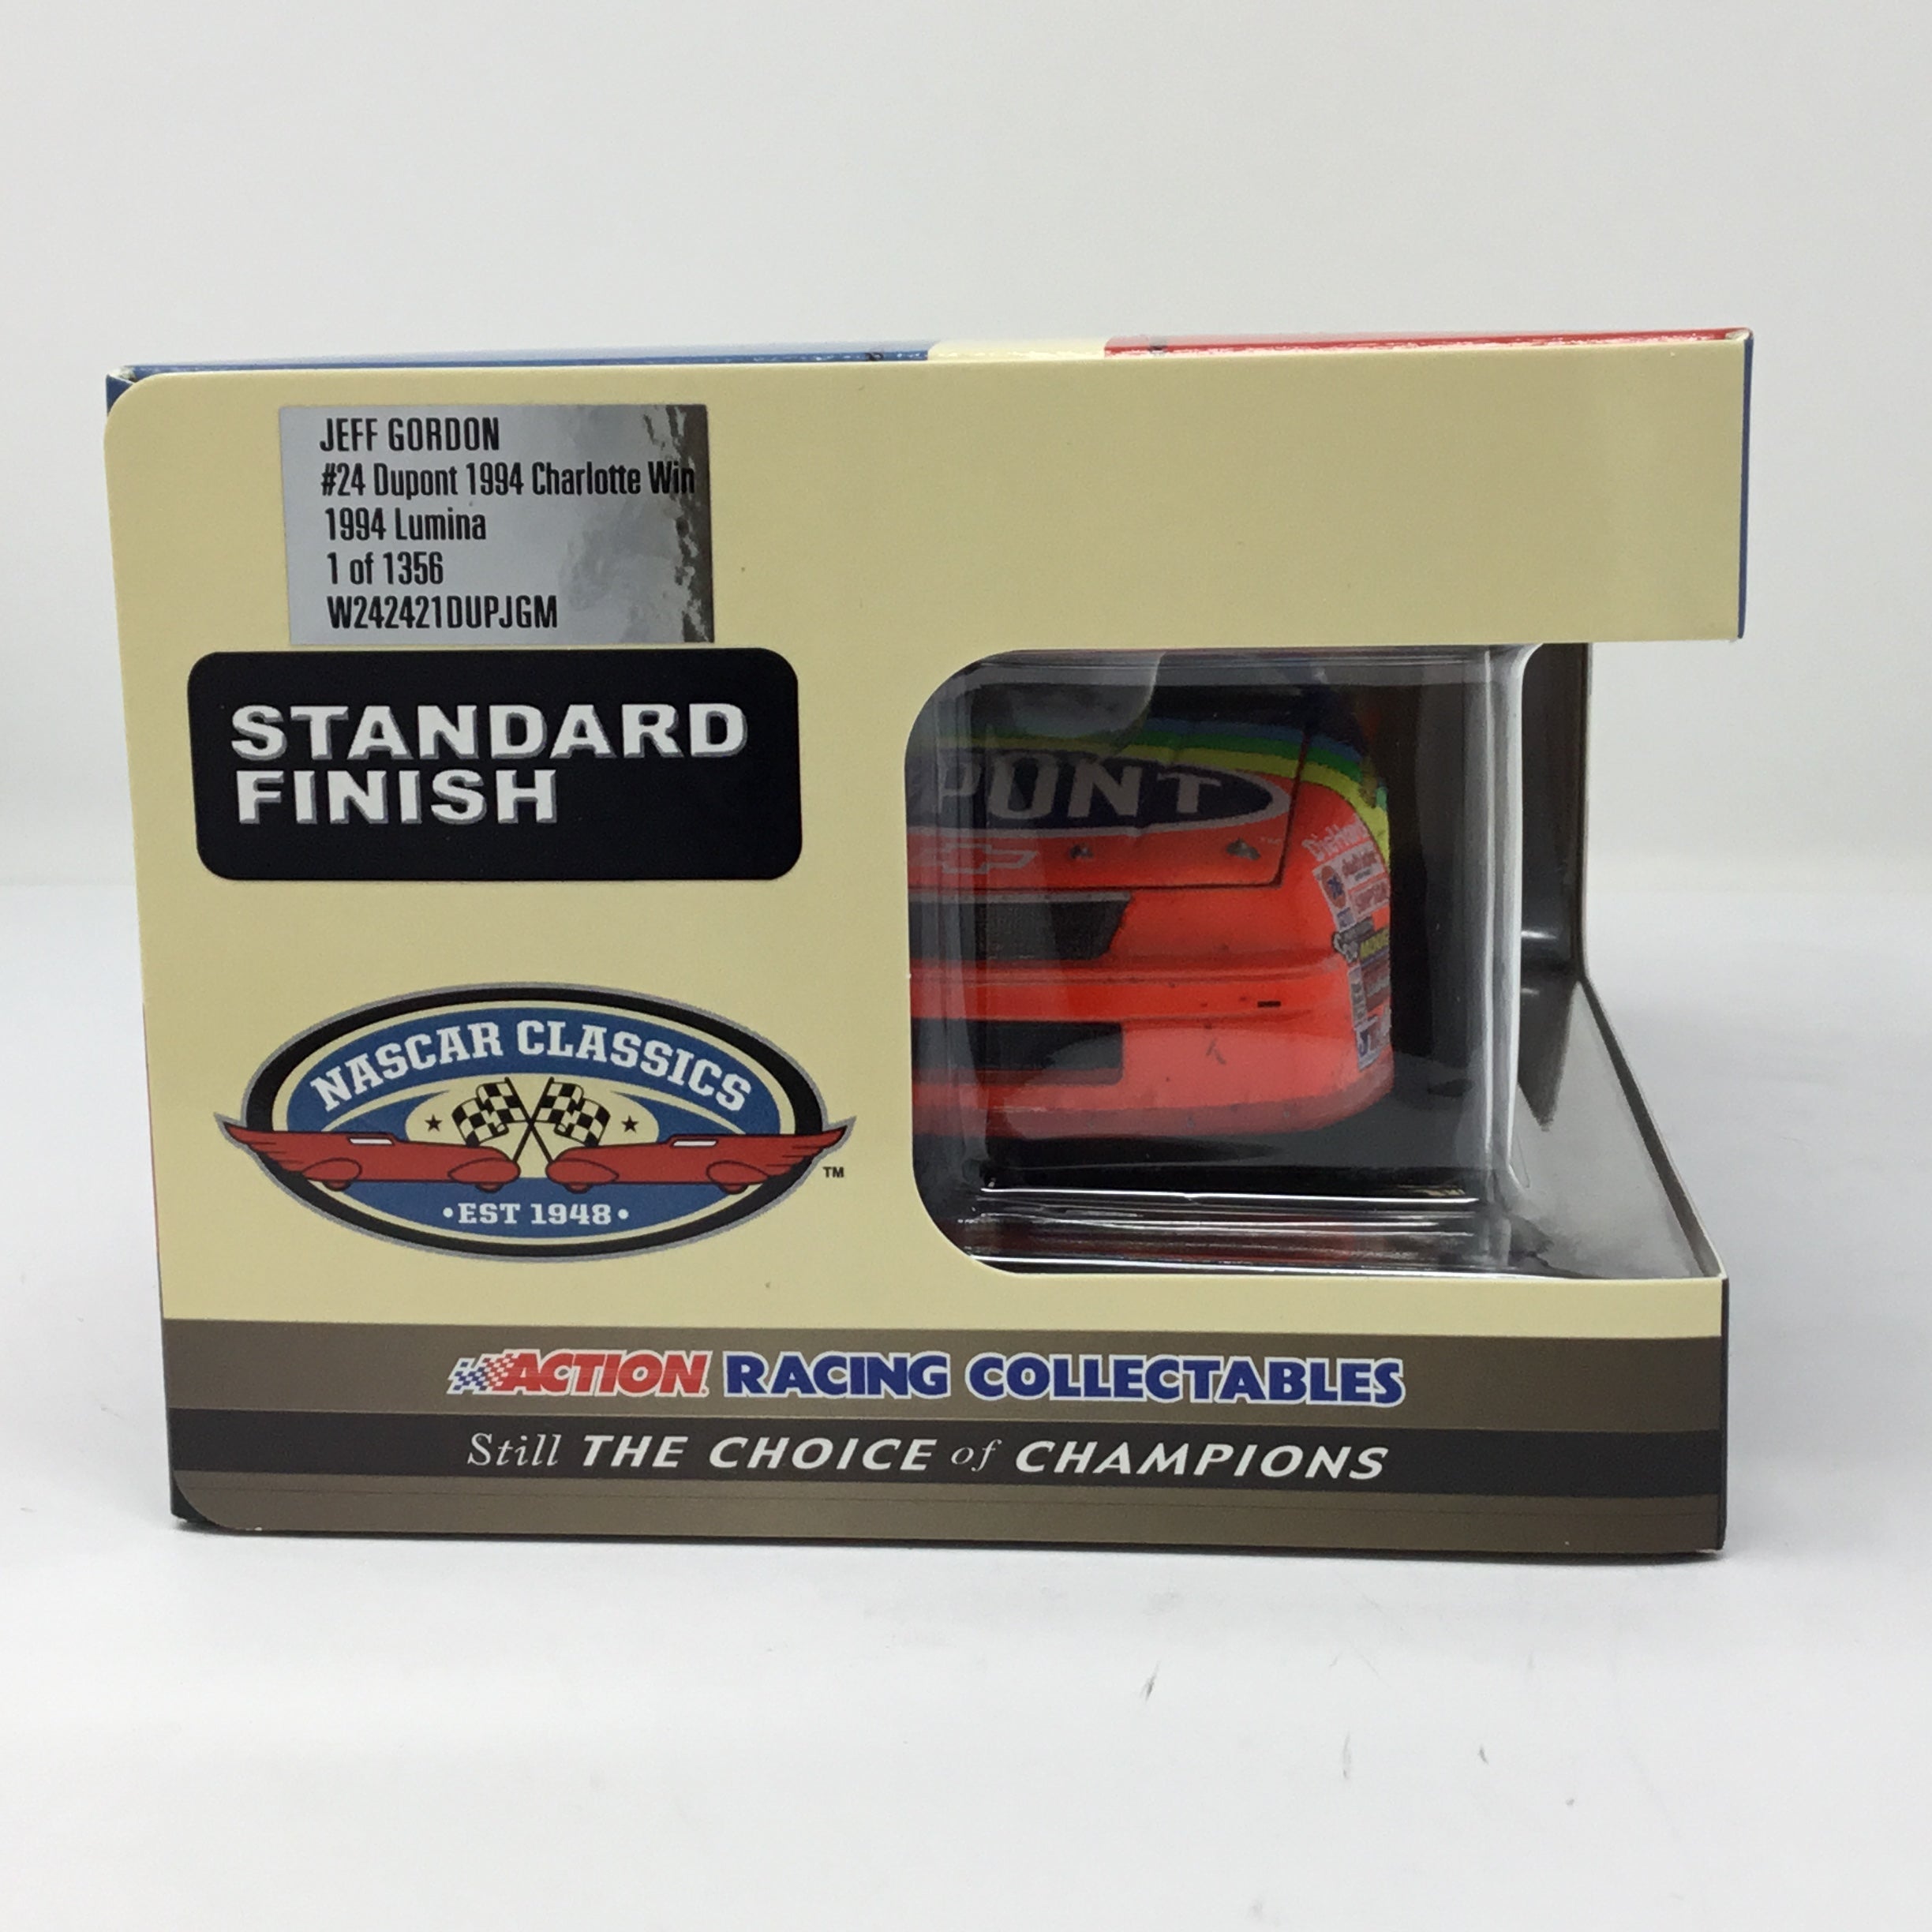 JEFF GORDON
#24 Dupont 1994 Charlotte Win
1994 Lumina
1 of 1356
W242421DUPJGM
STANDARD
FINISH
PONT
NASCAR CLASSICS
TM
•EST 1948•
ACTION RACING COLLECTABLES
Still THE CHOICE of CHAMPIONS